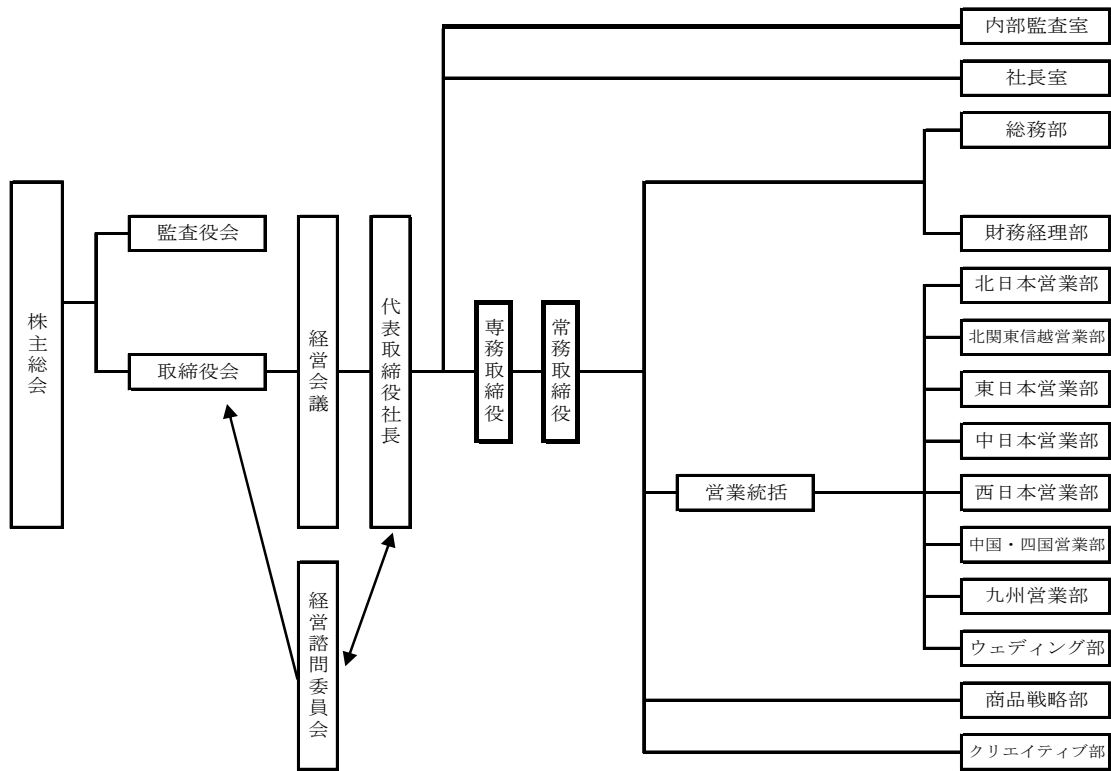 内部監査室
社長室
総務部
財務経理部
株主総会
監査役会
取締役会
経営会議
代表取締役社長
専務取締役
常務取締役
経営諮問委員会
営業統括
北日本営業部
北関東信越営業部
東日本営業部
中日本営業部
西日本営業部
中国・四国営業部
九州営業部
ウェディング部
商品戦略部
クリエイティブ部